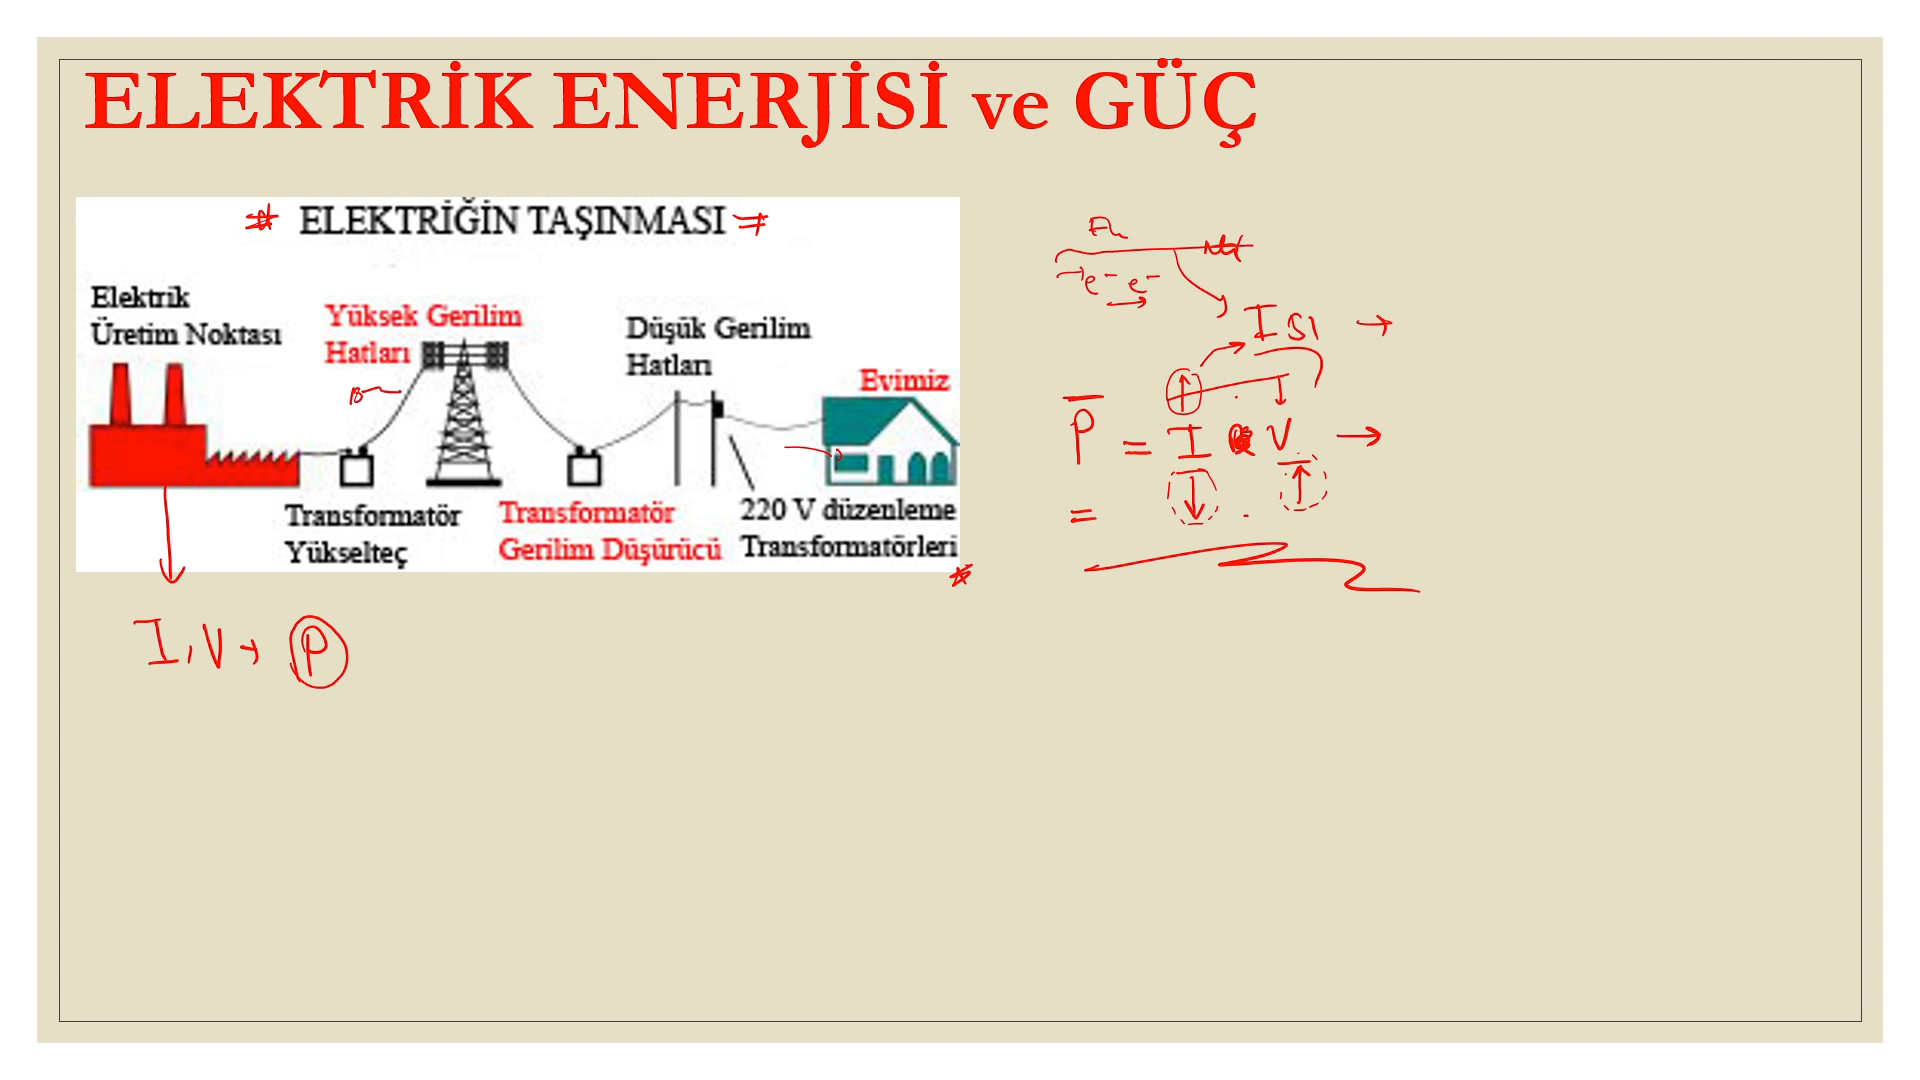 ELEKTRİK ENERJİSİ ve GÜÇ
ELEKTRİĞİN TAŞINMASI
Elektrik
Üretim Noktası
Yüksek Gerilim
Hatları
Düşük Gerilim
Hatları
Evimiz
Transformatör
Yükselteç
Transformatör
Gerilim Düşürücü
220 V düzenleme
Transformatörleri
I, V → P
e⁻ e⁻
Isı →
P = I . V →
=